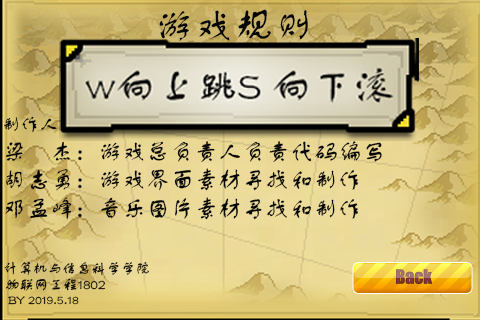 游戏规则
W向上跳S 向下滚
制作人
梁 杰：游戏总负责人负责代码编写
胡志勇：游戏界面素材寻找和制作
邓孟峰：音乐图片素材寻找和制作
计算机与信息科学学院
物联网工程1802
BY 2019.5.18
Back